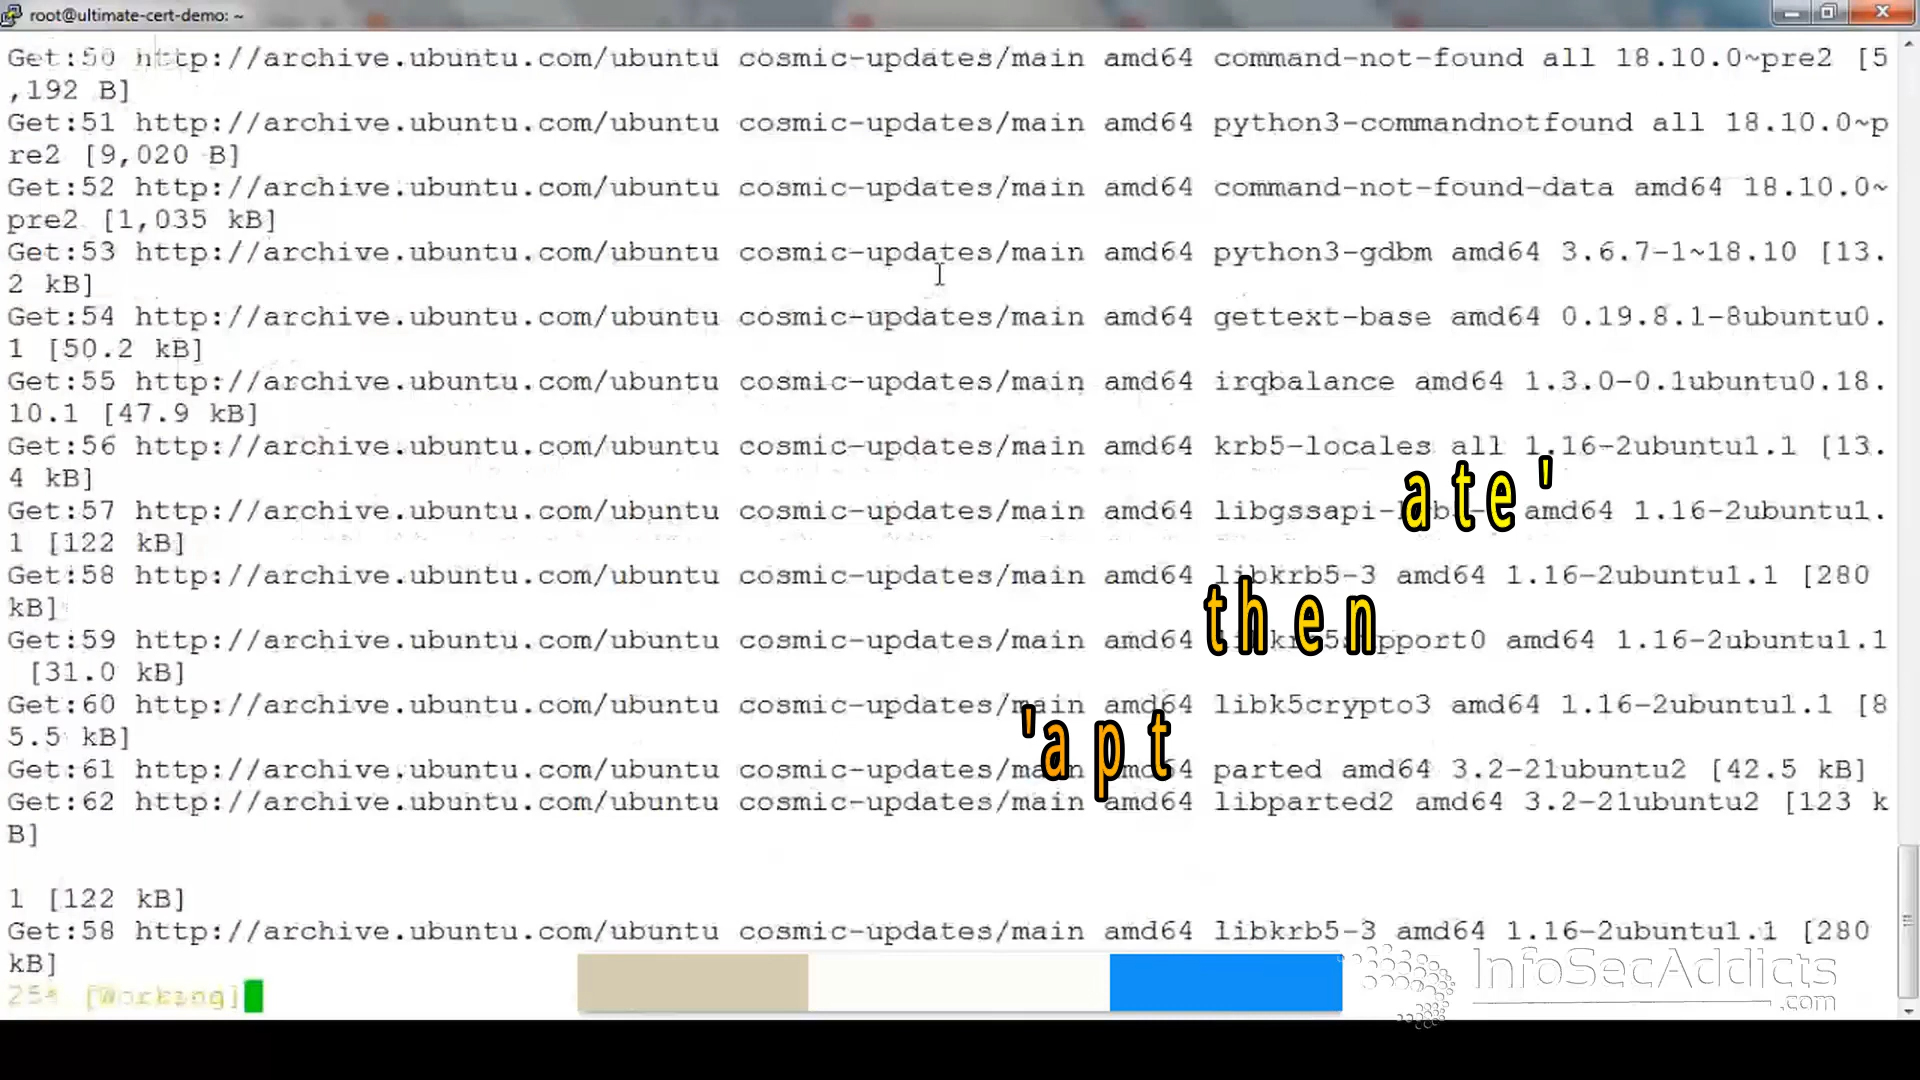 root@ultimate-cert-demo: ~
Get:50 http://archive.ubuntu.com/ubuntu cosmic-updates/main amd64 command-not-found all 18.10.0~pre2 [5
,192 B]
Get:51 http://archive.ubuntu.com/ubuntu cosmic-updates/main amd64 python3-commandnotfound all 18.10.0~p
re2 [9,020 B]
Get:52 http://archive.ubuntu.com/ubuntu cosmic-updates/main amd64 command-not-found-data amd64 18.10.0~
pre2 [1,035 kB]
Get:53 http://archive.ubuntu.com/ubuntu cosmic-updates/main amd64 python3-gdbm amd64 3.6.7-1~18.10 [13.
2 kB]
Get:54 http://archive.ubuntu.com/ubuntu cosmic-updates/main amd64 gettext-base amd64 0.19.8.1-8ubuntu0.
1 [50.2 kB]
Get:55 http://archive.ubuntu.com/ubuntu cosmic-updates/main amd64 irqbalance amd64 1.3.0-0.1ubuntu0.18.
10.1 [47.9 kB]
Get:56 http://archive.ubuntu.com/ubuntu cosmic-updates/main amd64 krb5-locales all 1.16-2ubuntu1.1 [13.
4 kB]
ate'
Get:57 http://archive.ubuntu.com/ubuntu cosmic-updates/main amd64 amd64 1.16-2ubuntu1.
1 [122 kB]
Get:58 http://archive.ubuntu.com/ubuntu cosmic-updates/main amd64 libkrb5-3 amd64 1.16-2ubuntu1.1 [280
kB]
then
Get:59 http://archive.ubuntu.com/ubuntu cosmic-updates/main amd64 amd64 1.16-2ubuntu1.1
[31.0 kB]
Get:60 http://archive.ubuntu.com/ubuntu cosmic-updates/main amd64 libk5crypto3 amd64 1.16-2ubuntu1.1 [8
5.5 kB]
'apt
Get:61 http://archive.ubuntu.com/ubuntu cosmic-updates/main amd64 parted amd64 3.2-21ubuntu2 [42.5 kB]
Get:62 http://archive.ubuntu.com/ubuntu cosmic-updates/main amd64 libparted2 amd64 3.2-21ubuntu2 [123 k
B]
1 [122 kB]
Get:58 http://archive.ubuntu.com/ubuntu cosmic-updates/main amd64 libkrb5-3 amd64 1.16-2ubuntu1.1 [280
kB]
25% [Working]
InfoSecAddicts
.com